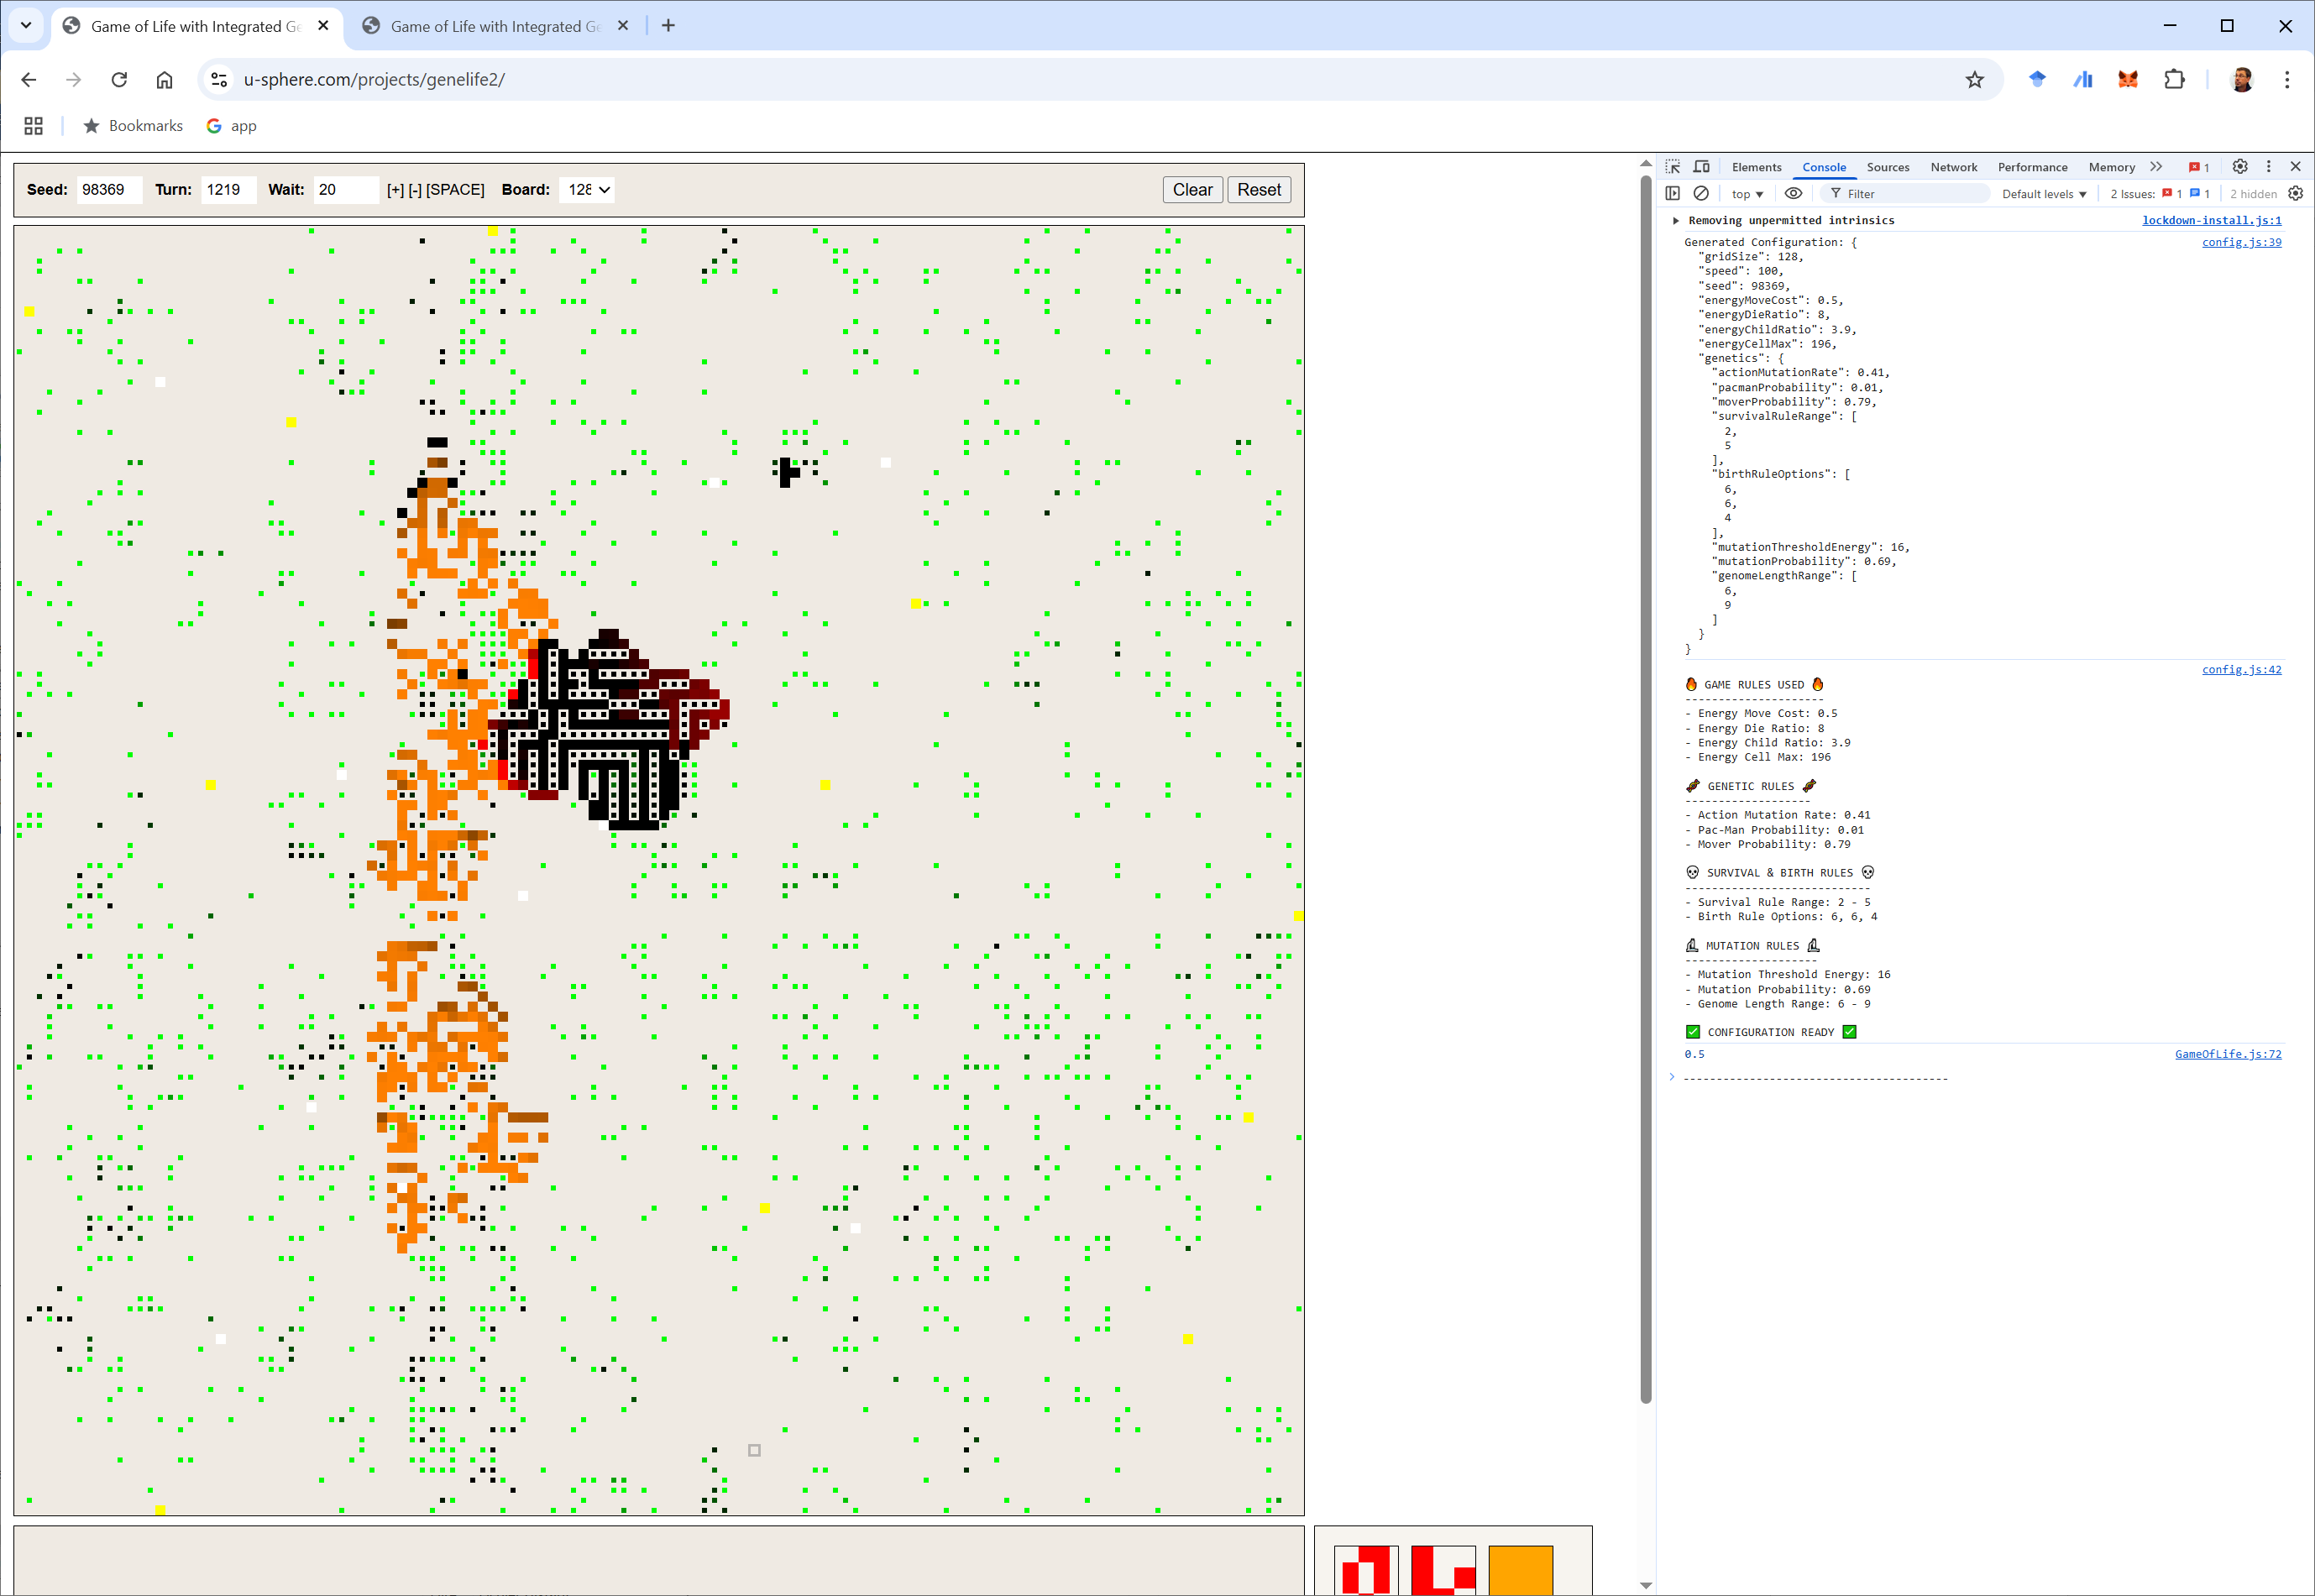 Game of Life with Integrated Ge
Game of Life with Integrated Ge
u-sphere.com/projects/genelife2/
Bookmarks
app
Seed: 98369 Turn: 1219 Wait: 20 [+] [-] [SPACE] Board: 128 Clear Reset
Elements Console Sources Network Performance Memory 1
top Filter Default levels 2 Issues: 1 1 2 hidden
Removing unpermitted intrinsics lockdown-install.js:1
Generated Configuration: { config.js:39
"gridSize": 128,
"speed": 100,
"seed": 98369,
"energyMoveCost": 0.5,
"energyDieRatio": 8,
"energyChildRatio": 3.9,
"energyCellMax": 196,
"genetics": {
"actionMutationRate": 0.41,
"pacmanProbability": 0.01,
"moverProbability": 0.79,
"survivalRuleRange": [
2,
5
],
"birthRuleOptions": [
6,
6,
4
],
"mutationThresholdEnergy": 16,
"mutationProbability": 0.69,
"genomeLengthRange": [
6,
9
]
}
}
config.js:42
🔥 GAME RULES USED 🔥
---------------------
- Energy Move Cost: 0.5
- Energy Die Ratio: 8
- Energy Child Ratio: 3.9
- Energy Cell Max: 196
GENETIC RULES
-------------------
- Action Mutation Rate: 0.41
- Pac-Man Probability: 0.01
- Mover Probability: 0.79
💀 SURVIVAL & BIRTH RULES 💀
----------------------------
- Survival Rule Range: 2 - 5
- Birth Rule Options: 6, 6, 4
MUTATION RULES
--------------------
- Mutation Threshold Energy: 16
- Mutation Probability: 0.69
- Genome Length Range: 6 - 9
✅ CONFIGURATION READY ✅
0.5 GameOfLife.js:72
----------------------------------------